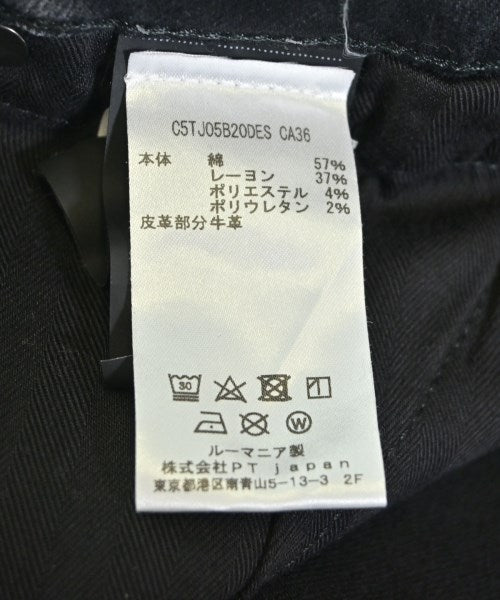 C5TJ05B20DES CA36
本体 綿 57%
レーヨン 37%
ポリエステル 4%
ポリウレタン 2%
皮革部分牛革
30
W
ルーマニア製
株式会社PT japan
東京都港区南青山5-13-3 2F